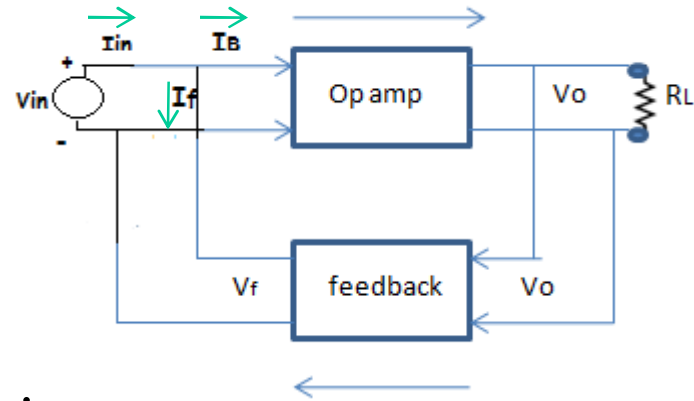 Iin IB
+
Vin If Op amp Vo RL
-
Vf feedback Vo